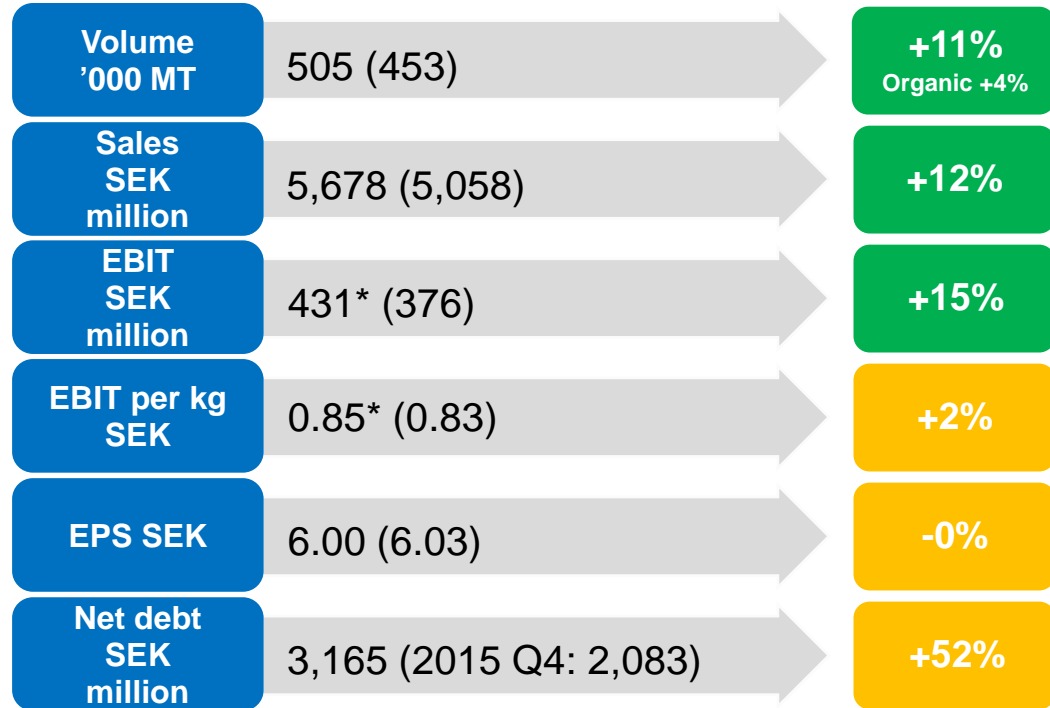 Volume
’000 MT
505 (453)
+11%
Organic +4%
Sales
SEK
million
5,678 (5,058)
+12%
EBIT
SEK
million
431* (376)
+15%
EBIT per kg
SEK
0.85* (0.83)
+2%
EPS SEK
6.00 (6.03)
-0%
Net debt
SEK
million
3,165 (2015 Q4: 2,083)
+52%